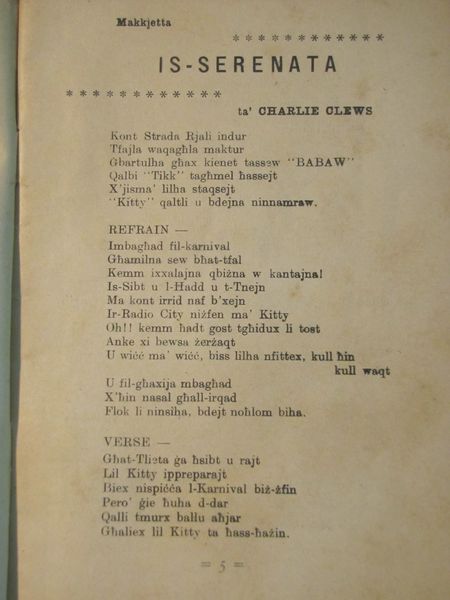 Makkjetta
* * * * * * * * * * * *
IS-SERENATA
* * * * * * * * * * * *
ta' CHARLIE CLEWS
Kont Strada Rjali indur
Tfajla waqagħla maktur
Għartulha għax kienet tassew "BABAW"
Qalbi "Tikk" tagħmel ħassejt
X'jisma' lilha staqsejt
"Kitty" qaltli u bdejna ninnamraw.
REFRAIN —
Imbagħad fil-karnival
Għamilna sew bħat-tfal
Kemm ixxalajna qbiżna w kantajna!
Is-Sibt u l-Ħadd u t-Tnejn
Ma kont irrid naf b'xejn
Ir-Radio City niżfen ma' Kitty
Oh!! kemm ħadt gost tgħidux li tost
Anke xi bewsa żerżaqt
U wiċċ ma' wiċċ, biss lilha nfittex, kull ħin
kull waqt
U fil-għaxija mbagħad
X'ħin nasal għall-irqad
Flok li ninsiha, bdejt noħlom biha.
VERSE —
Għat-Tlieta ġa ħsibt u rajt
Lil Kitty ippreparajt
Biex nispiċċa l-Karnival biż-żfin
Pero' ġie ħuha d-dar
Qalli tmurx ballu aħjar
Għaliex lil Kitty ta ħass-ħażin.
= 5 =